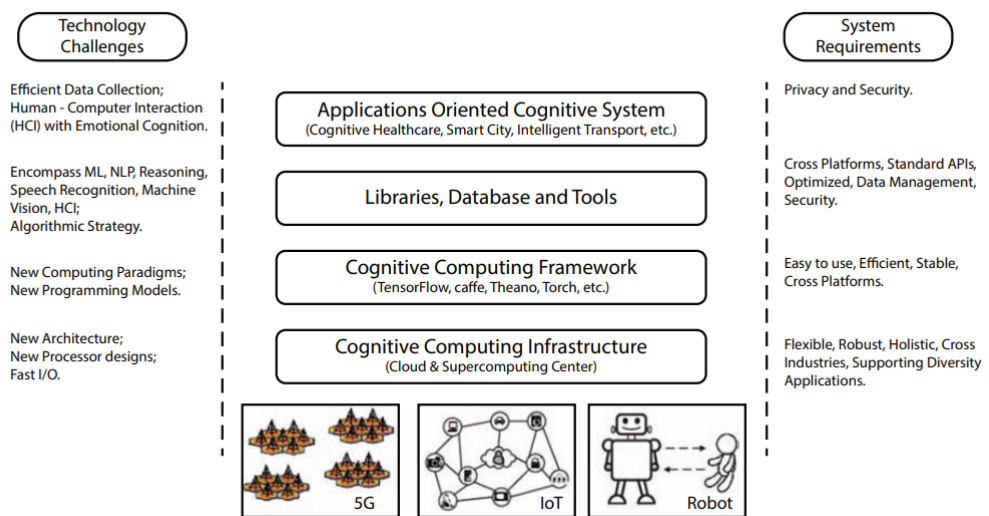 Technology
Challenges
System
Requirements
Efficient Data Collection;
Human - Computer Interaction
(HCI) with Emotional Cognition.
Applications Oriented Cognitive System
(Cognitive Healthcare, Smart City, Intelligent Transport, etc.)
Privacy and Security.
Encompass ML, NLP, Reasoning,
Speech Recognition, Machine
Vision, HCI;
Algorithmic Strategy.
Libraries, Database and Tools
Cross Platforms, Standard APIs,
Optimized, Data Management,
Security.
New Computing Paradigms;
New Programming Models.
Cognitive Computing Framework
(TensorFlow, caffe, Theano, Torch, etc.)
Easy to use, Efficient, Stable,
Cross Platforms.
New Architecture;
New Processor designs;
Fast I/O.
Cognitive Computing Infrastructure
(Cloud & Supercomputing Center)
Flexible, Robust, Holistic, Cross
Industries, Supporting Diversity
Applications.
5G
IoT
Robot